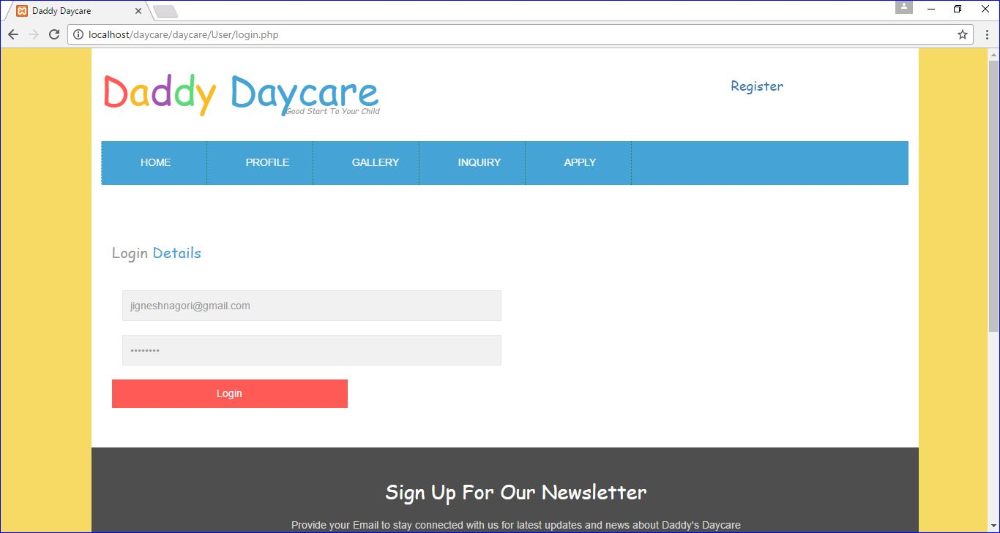 Daddy Daycare
localhost/daycare/daycare/User/login.php
Daddy Daycare
Good Start To Your Child
Register
HOME PROFILE GALLERY INQUIRY APPLY
Login Details
jigneshnagori@gmail.com
••••••••
Login
Sign Up For Our Newsletter
Provide your Email to stay connected with us for latest updates and news about Daddy's Daycare